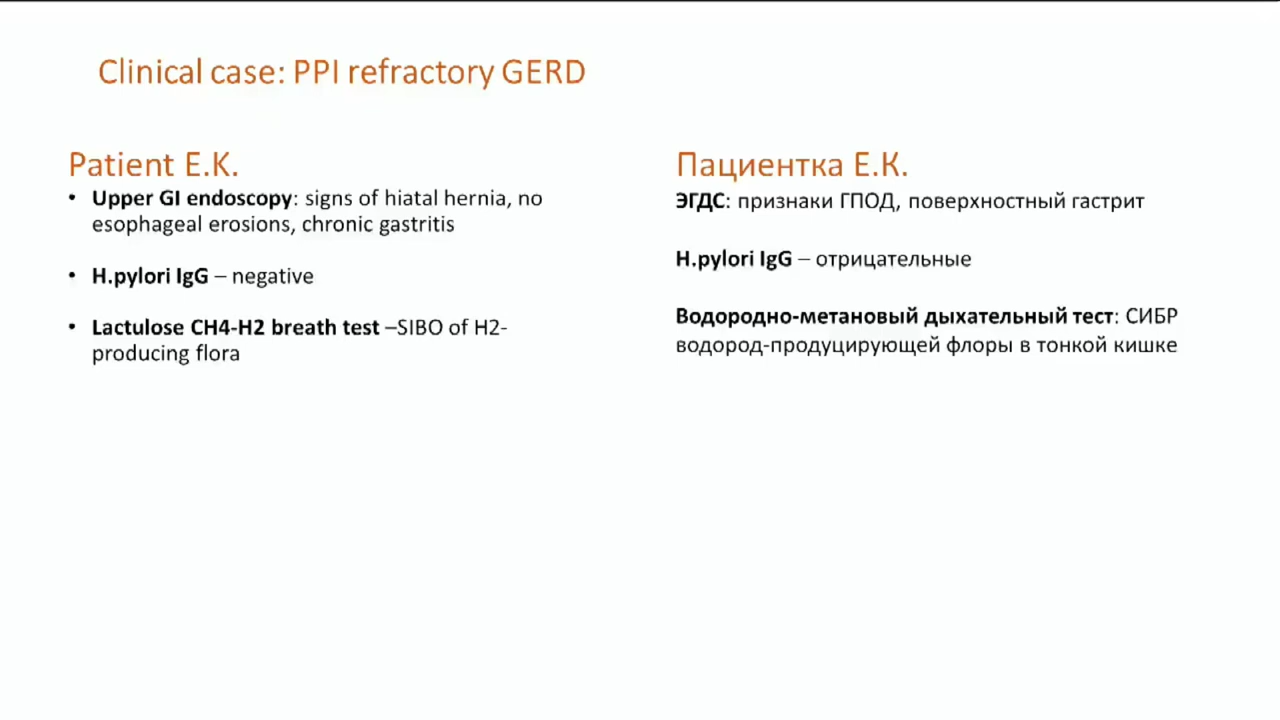 Clinical case: PPI refractory GERD
Patient E.K.
• Upper GI endoscopy: signs of hiatal hernia, no
esophageal erosions, chronic gastritis
• H.pylori IgG – negative
• Lactulose CH4-H2 breath test –SIBO of H2-
producing flora
Пациентка Е.К.
ЭГДС: признаки ГПОД, поверхностный гастрит
H.pylori IgG – отрицательные
Водородно-метановый дыхательный тест: СИБР
водород-продуцирующей флоры в тонкой кишке